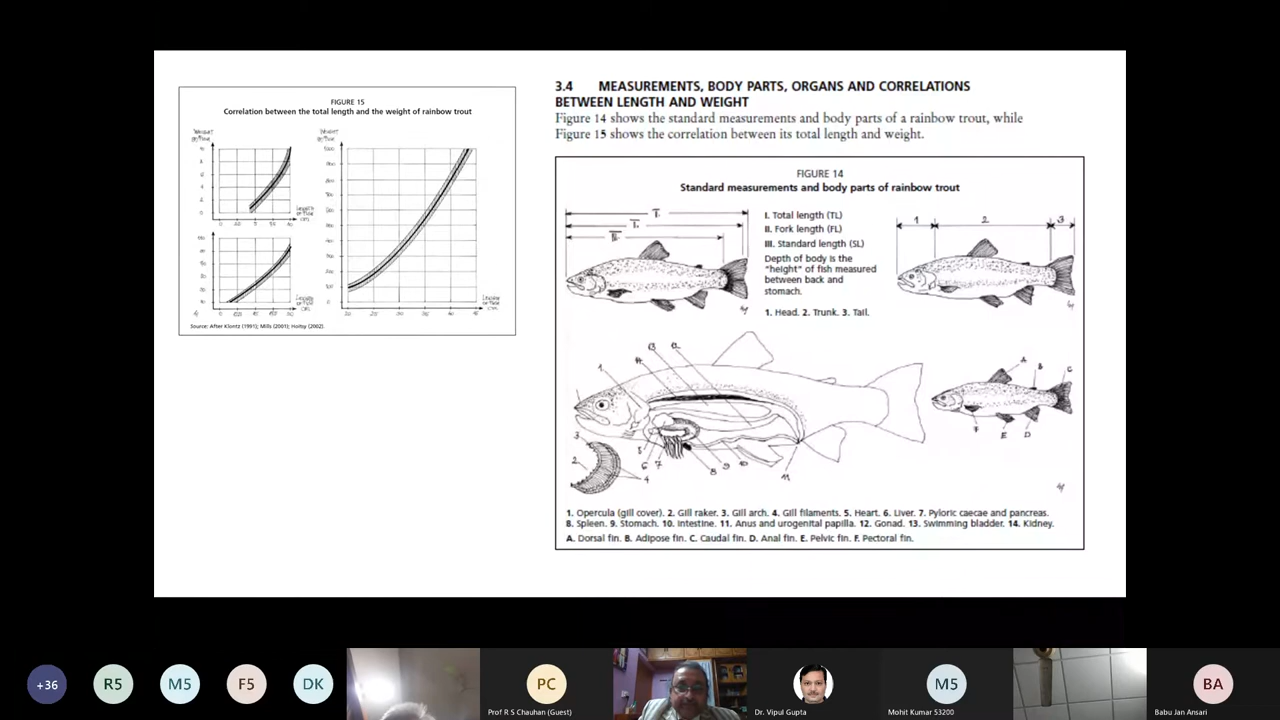 FIGURE 15
Correlation between the total length and the weight of rainbow trout
Source: After Klontz (1991); Mills (2001); Hoitsy (2002).
3.4 MEASUREMENTS, BODY PARTS, ORGANS AND CORRELATIONS
BETWEEN LENGTH AND WEIGHT
Figure 14 shows the standard measurements and body parts of a rainbow trout, while
Figure 15 shows the correlation between its total length and weight.
FIGURE 14
Standard measurements and body parts of rainbow trout
I. Total length (TL)
II. Fork length (FL)
III. Standard length (SL)
Depth of body is the
"height" of fish measured
between back and
stomach.
1. Head. 2. Trunk. 3. Tail.
1 2 3
A B C
F E D
1. Opercula (gill cover). 2. Gill raker. 3. Gill arch. 4. Gill filaments. 5. Heart. 6. Liver. 7. Pyloric caecae and pancreas.
8. Spleen. 9. Stomach. 10. Intestine. 11. Anus and urogenital papilla. 12. Gonad. 13. Swimming bladder. 14. Kidney.
A. Dorsal fin. B. Adipose fin. C. Caudal fin. D. Anal fin. E. Pelvic fin. F. Pectoral fin.
+36 R5 M5 F5 DK PC M5 BA
Prof R S Chauhan (Guest) Dr. Vipul Gupta Mohit Kumar 53200 Babu Jan Ansari